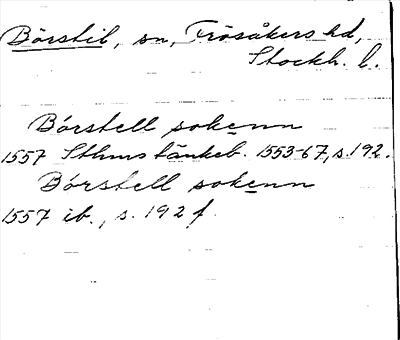 Börstil, sn, Frösåkers hd,
Stockh. l.
Börstell sokenn
1557 Sthms tänkeb. 1553-67, s. 192.
Börstell sokenn
1557 ib., s. 192 f.